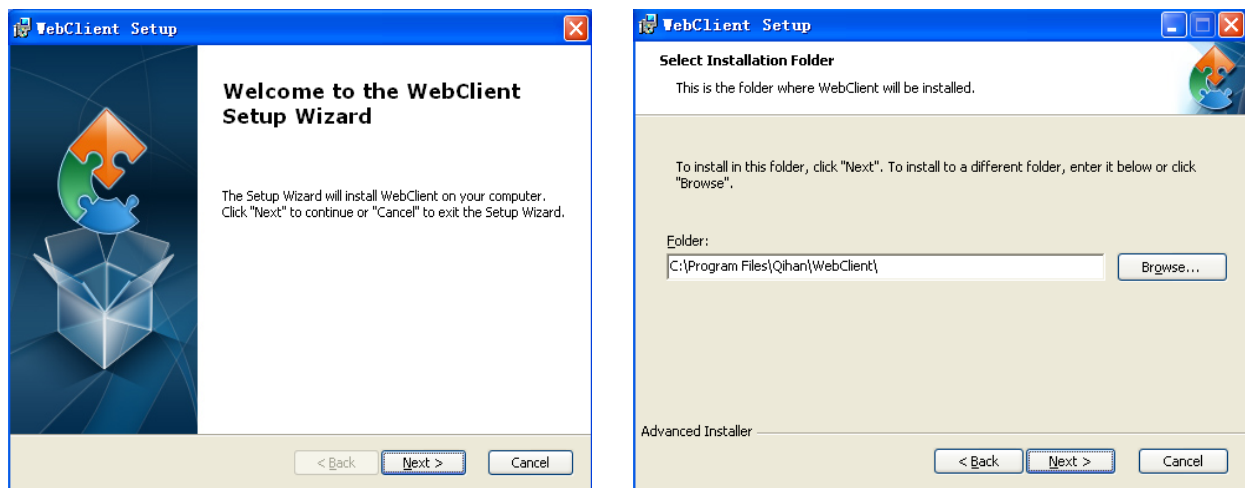 WebClient Setup
Welcome to the WebClient
Setup Wizard
The Setup Wizard will install WebClient on your computer.
Click "Next" to continue or "Cancel" to exit the Setup Wizard.
< Back
Next >
Cancel
WebClient Setup
Select Installation Folder
This is the folder where WebClient will be installed.
To install in this folder, click "Next". To install to a different folder, enter it below or click
"Browse".
Folder:
C:\Program Files\Qihan\WebClient\
Browse...
Advanced Installer
< Back
Next >
Cancel